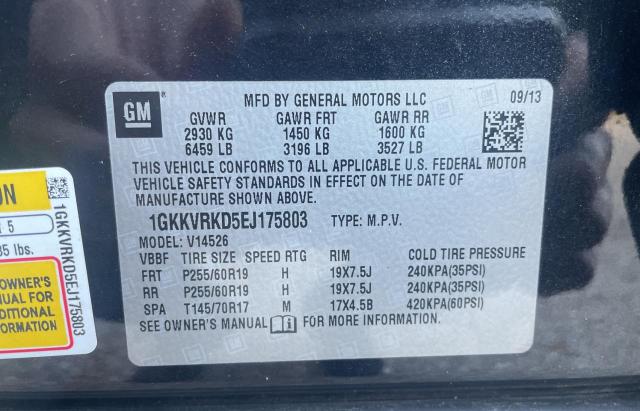 GM
MFD BY GENERAL MOTORS LLC
09/13
GVWR GAWR FRT GAWR RR
2930 KG 1450 KG 1600 KG
6459 LB 3196 LB 3527 LB
THIS VEHICLE CONFORMS TO ALL APPLICABLE U.S. FEDERAL MOTOR
VEHICLE SAFETY STANDARDS IN EFFECT ON THE DATE OF
MANUFACTURE SHOWN ABOVE.
1GKKVRKD5EJ175803 TYPE: M.P.V.
MODEL: V14526
VBBF TIRE SIZE SPEED RTG RIM COLD TIRE PRESSURE
FRT P255/60R19 H 19X7.5J 240KPA(35PSI)
RR P255/60R19 H 19X7.5J 240KPA(35PSI)
SPA T145/70R17 M 17X4.5B 420KPA(60PSI)
SEE OWNER'S MANUAL FOR MORE INFORMATION.
ON
5
35 lbs.
OWNER'S
NUAL FOR
DDITIONAL
ORMATION
1GKKVRKD5EJ175803